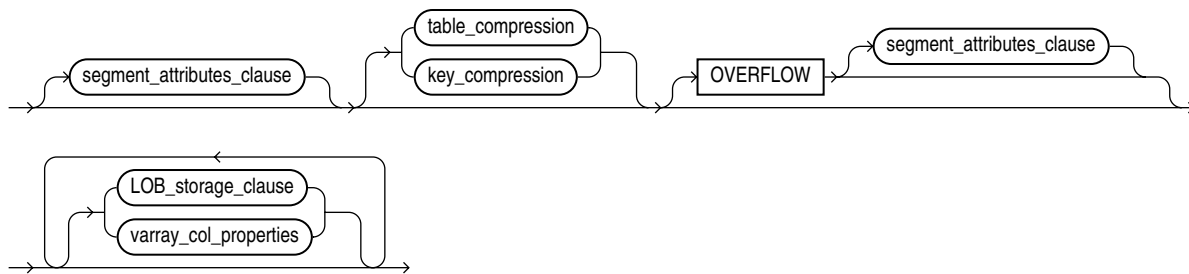 table_compression
segment_attributes_clause
segment_attributes_clause
key_compression
OVERFLOW
LOB_storage_clause
varray_col_properties